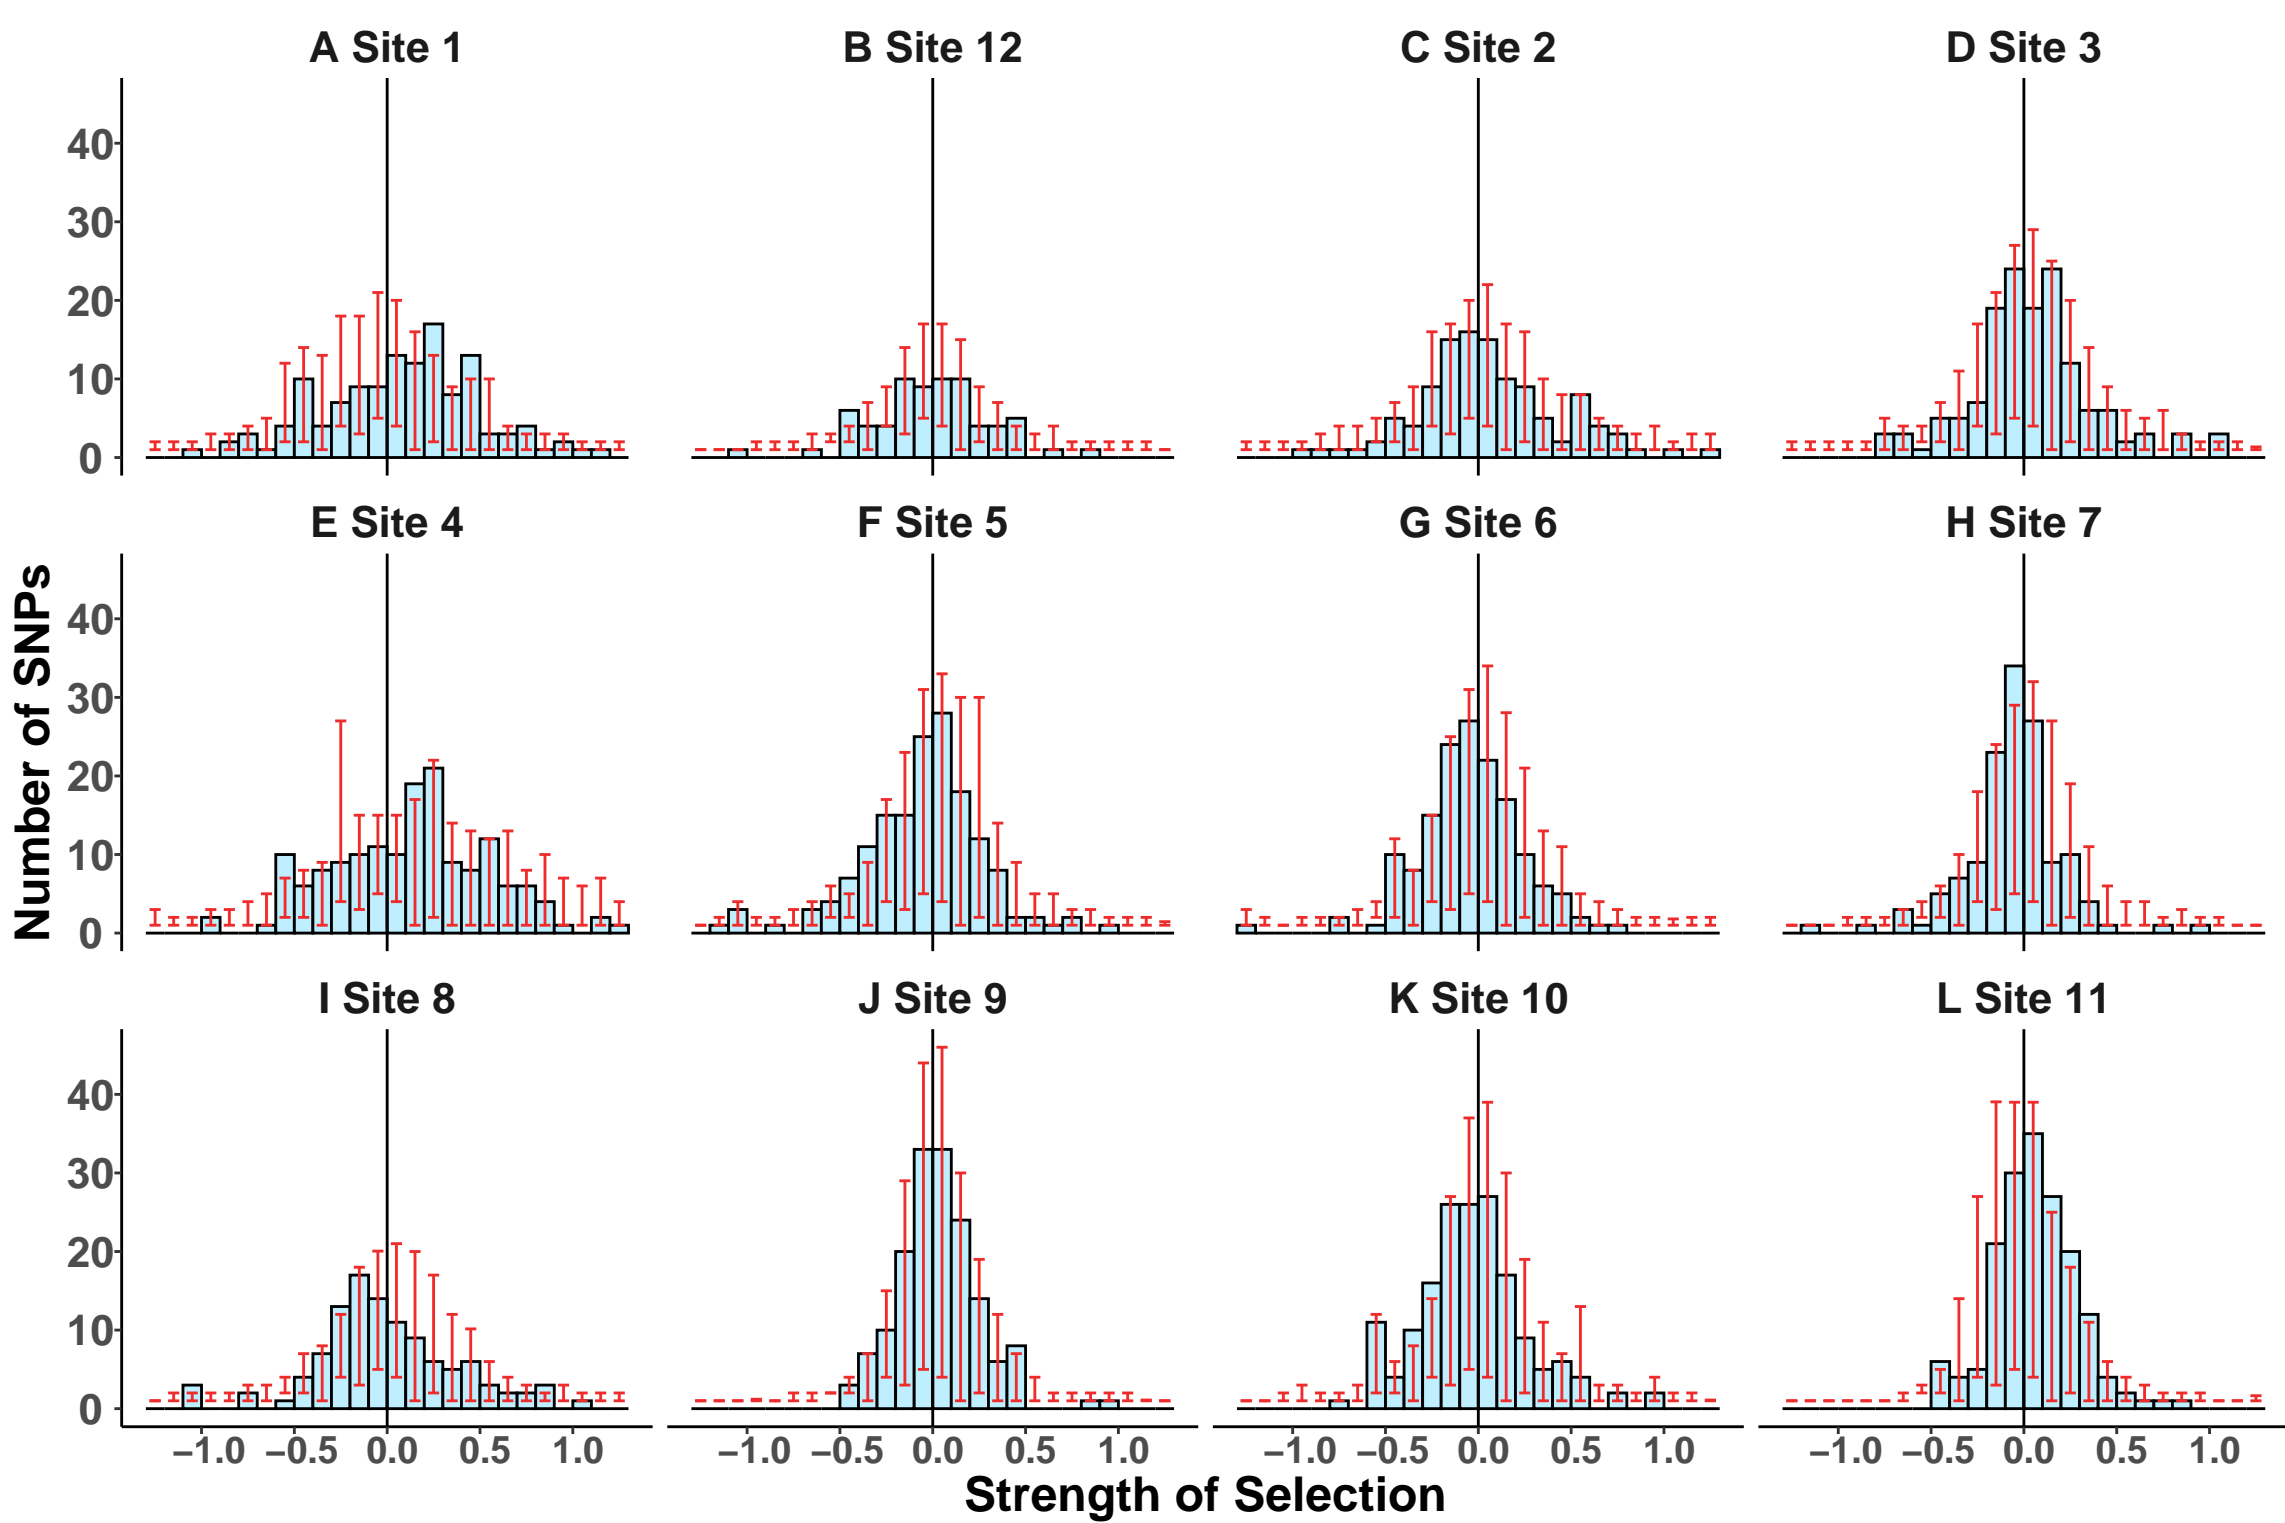 A Site 1
B Site 12
C Site 2
D Site 3
40
30
20
10
0
E Site 4
F Site 5
G Site 6
H Site 7
Number of SNPs
40
30
20
10
0
I Site 8
J Site 9
K Site 10
L Site 11
40
30
20
10
0
−1.0 −0.5 0.0 0.5 1.0
−1.0 −0.5 0.0 0.5 1.0
−1.0 −0.5 0.0 0.5 1.0
−1.0 −0.5 0.0 0.5 1.0
Strength of Selection